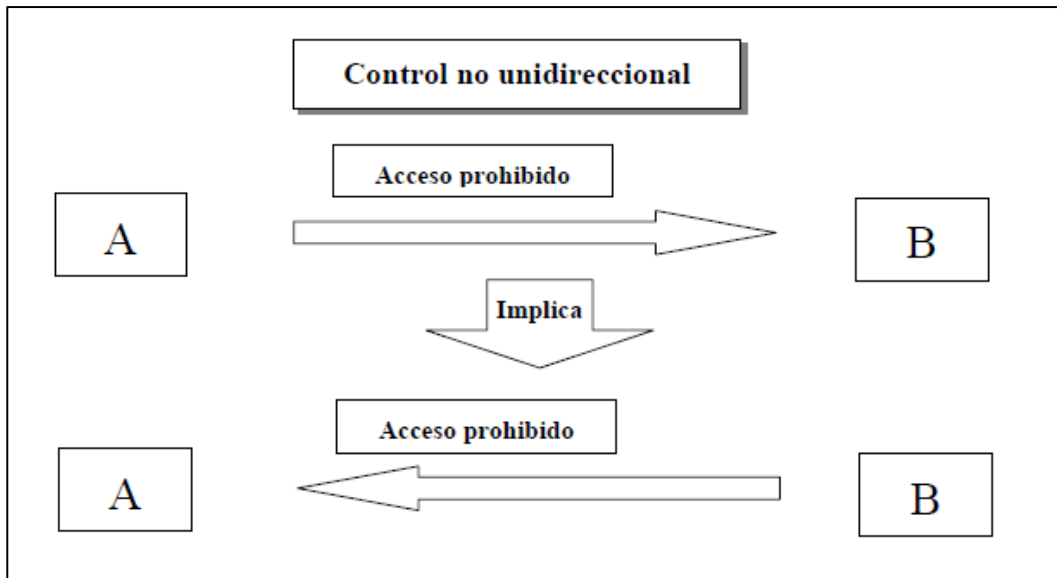 Control no unidireccional
Acceso prohibido
A
B
Implica
Acceso prohibido
A
B